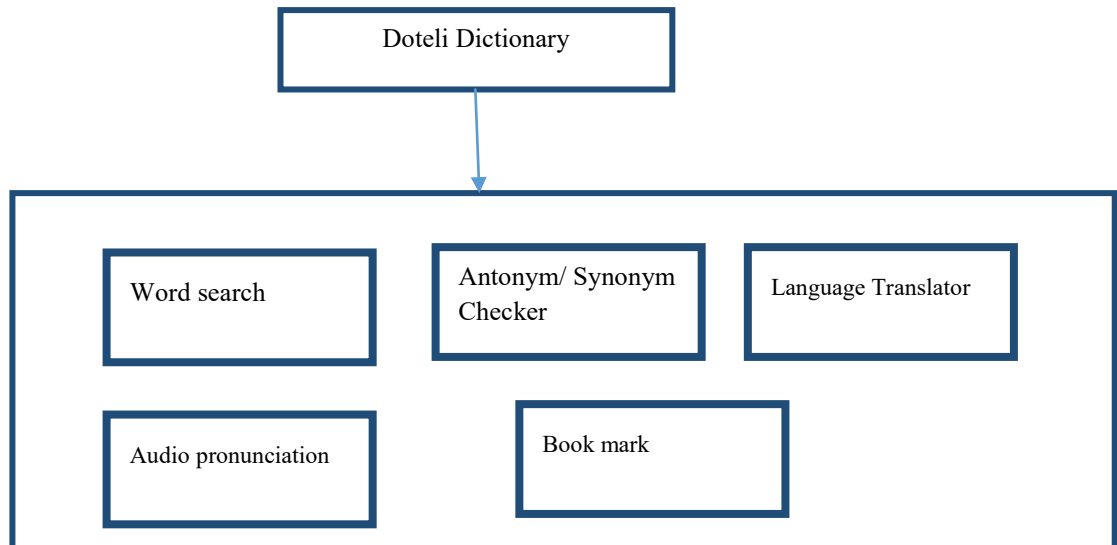 Doteli Dictionary
Word search
Antonym/ Synonym
Checker
Language Translator
Audio pronunciation
Book mark